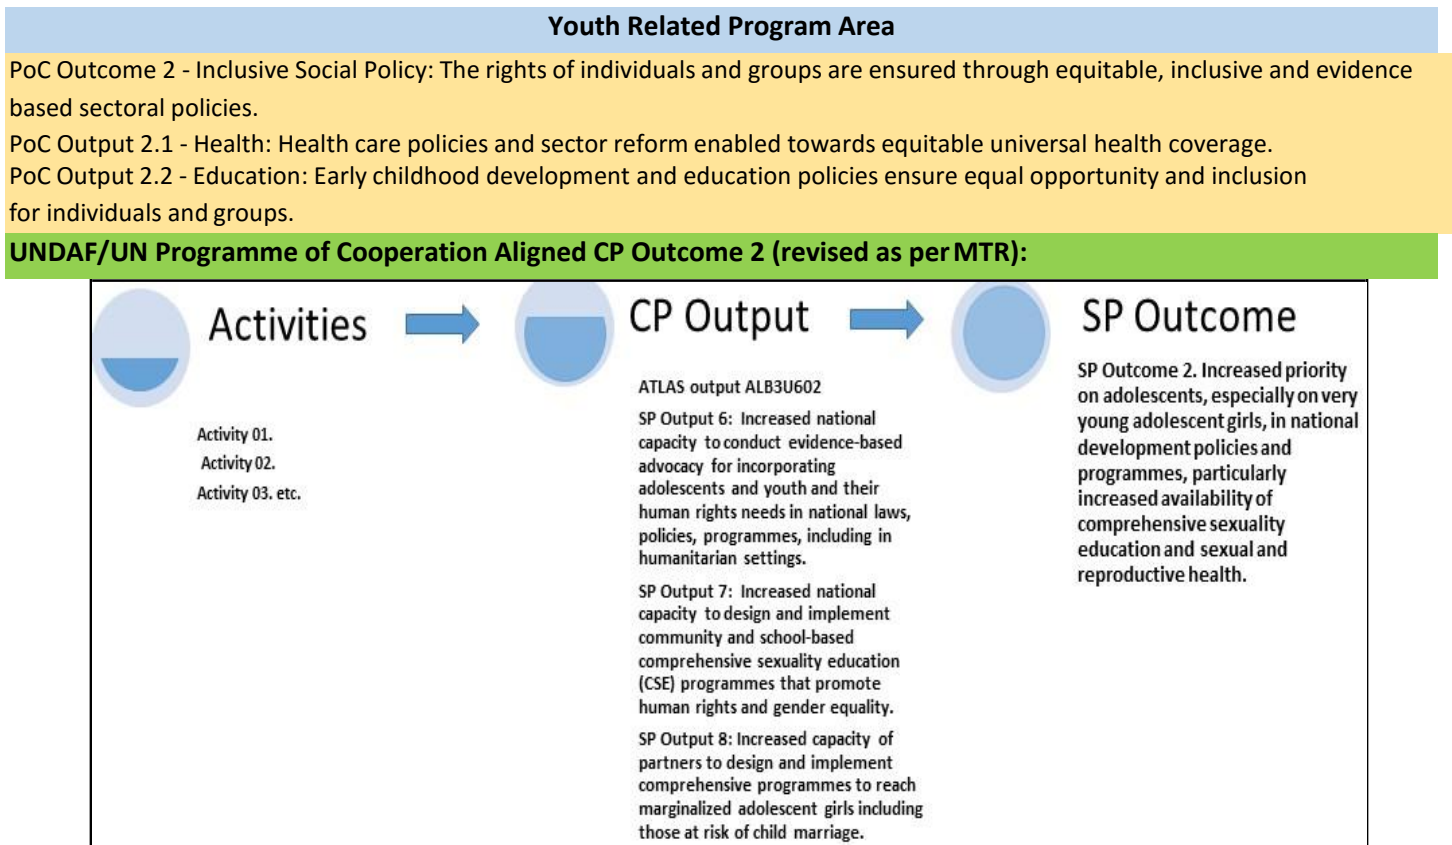 Youth Related Program Area
PoC Outcome 2 - Inclusive Social Policy: The rights of individuals and groups are ensured through equitable, inclusive and evidence
based sectoral policies.
PoC Output 2.1 - Health: Health care policies and sector reform enabled towards equitable universal health coverage.
PoC Output 2.2 - Education: Early childhood development and education policies ensure equal opportunity and inclusion
for individuals and groups.
UNDAF/UN Programme of Cooperation Aligned CP Outcome 2 (revised as per MTR):
Activities
Activity 01.
Activity 02.
Activity 03. etc.
CP Output
ATLAS output ALB3U602
SP Output 6: Increased national
capacity to conduct evidence-based
advocacy for incorporating
adolescents and youth and their
human rights needs in national laws,
policies, programmes, including in
humanitarian settings.
SP Output 7: Increased national
capacity to design and implement
community and school-based
comprehensive sexuality education
(CSE) programmes that promote
human rights and gender equality.
SP Output 8: Increased capacity of
partners to design and implement
comprehensive programmes to reach
marginalized adolescent girls including
those at risk of child marriage.
SP Outcome
SP Outcome 2. Increased priority
on adolescents, especially on very
young adolescent girls, in national
development policies and
programmes, particularly
increased availability of
comprehensive sexuality
education and sexual and
reproductive health.